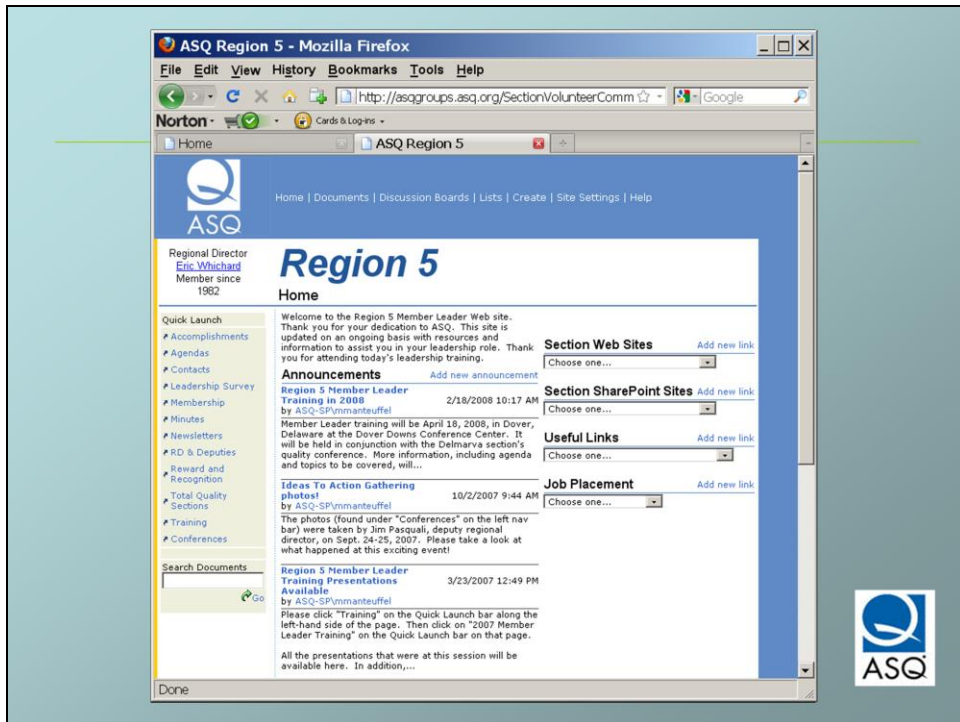 ASQ Region 5 - Mozilla Firefox
File Edit View History Bookmarks Tools Help
http://asqgroups.asq.org/SectionVolunteerComm
Google
Norton
Cards & Log-ins
Home
ASQ Region 5
ASQ
Home | Documents | Discussion Boards | Lists | Create | Site Settings | Help
Regional Director
Eric Whichard
Member since
1982
Region 5
Home
Quick Launch
Accomplishments
Agendas
Contacts
Leadership Survey
Membership
Minutes
Newsletters
RD & Deputies
Reward and
Recognition
Total Quality
Sections
Training
Conferences
Search Documents
Go
Welcome to the Region 5 Member Leader Web site.
Thank you for your dedication to ASQ. This site is
updated on an ongoing basis with resources and
information to assist you in your leadership role. Thank
you for attending today's leadership training.
Announcements Add new announcement
Region 5 Member Leader
Training in 2008 2/18/2008 10:17 AM
by ASQ-SP\mmanteuffel
Member Leader training will be April 18, 2008, in Dover,
Delaware at the Dover Downs Conference Center. It
will be held in conjunction with the Delmarva section's
quality conference. More information, including agenda
and topics to be covered, will...
Ideas To Action Gathering
photos! 10/2/2007 9:44 AM
by ASQ-SP\mmanteuffel
The photos (found under "Conferences" on the left nav
bar) were taken by Jim Pasquali, deputy regional
director, on Sept. 24-25, 2007. Please take a look at
what happened at this exciting event!
Region 5 Member Leader
Training Presentations 3/23/2007 12:49 PM
Available
by ASQ-SP\mmanteuffel
Please click "Training" on the Quick Launch bar along the
left-hand side of the page. Then click on "2007 Member
Leader Training" on the Quick Launch bar on that page.
All the presentations that were at this session will be
available here. In addition,...
Section Web Sites Add new link
Choose one...
Section SharePoint Sites Add new link
Choose one...
Useful Links Add new link
Choose one...
Job Placement Add new link
Choose one...
Done
ASQ